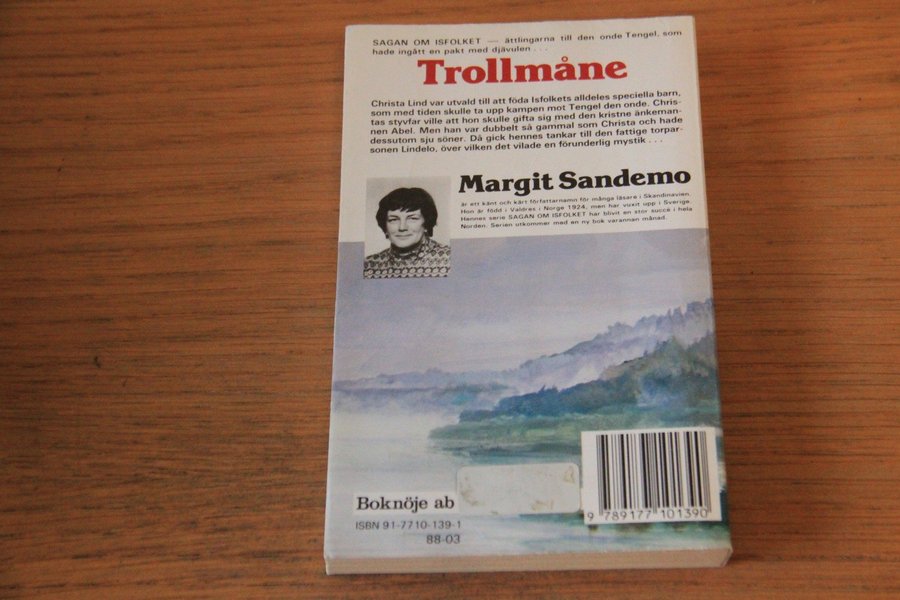 SAGAN OM ISFOLKET — ättlingarna till den onde Tengel, som
hade ingått en pakt med djävulen . . .
Trollmåne
Christa Lind var utvald till att föda Isfolkets alldeles speciella barn,
som med tiden skulle ta upp kampen mot Tengel den onde. Chris-
tas styvfar ville att hon skulle gifta sig med den kristne änkeman-
nen Abel. Men han var dubbelt så gammal som Christa och hade
dessutom sju söner. Då gick hennes tankar till den fattige torpar-
sonen Lindelo, över vilken det vilade en förunderlig mystik . . .
Margit Sandemo
är ett känt och kärt författarnamn för många läsare i Skandinavien.
Hon är född i Valdres i Norge 1924, men har vuxit upp i Sverige.
Hennes serie SAGAN OM ISFOLKET har blivit en stor succé i hela
Norden. Serien utkommer med en ny bok varannan månad.
Boknöje ab
ISBN 91-7710-139-1
88-03
9 789177 101390